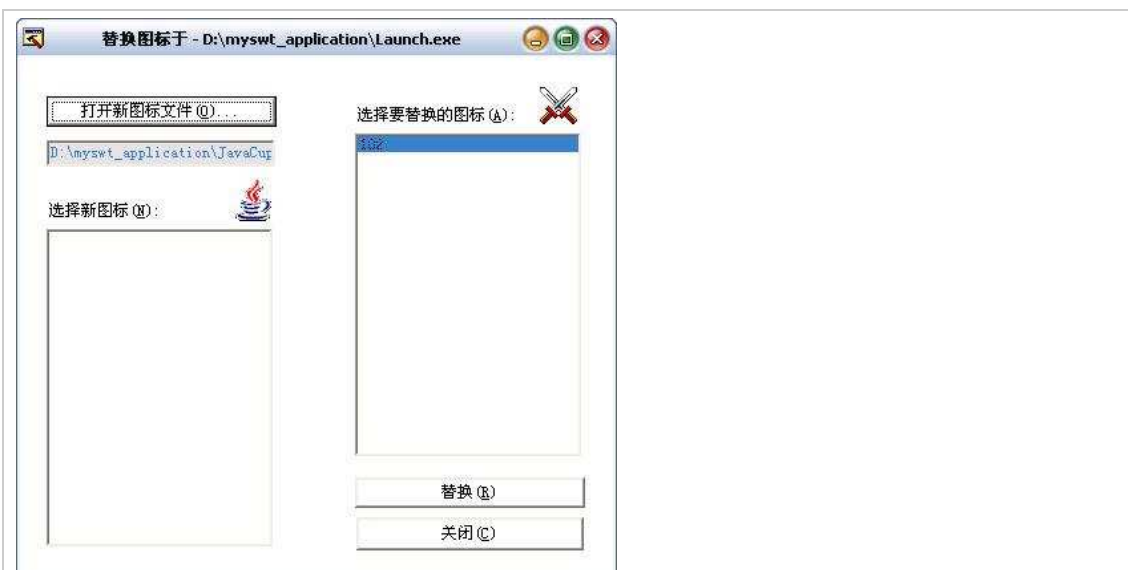 替换图标于 - D:\myswt_application\Launch.exe
打开新图标文件(O)...
D:\myswt_application\JavaCup
选择新图标(N):
选择要替换的图标(A):
替换(R)
关闭(C)